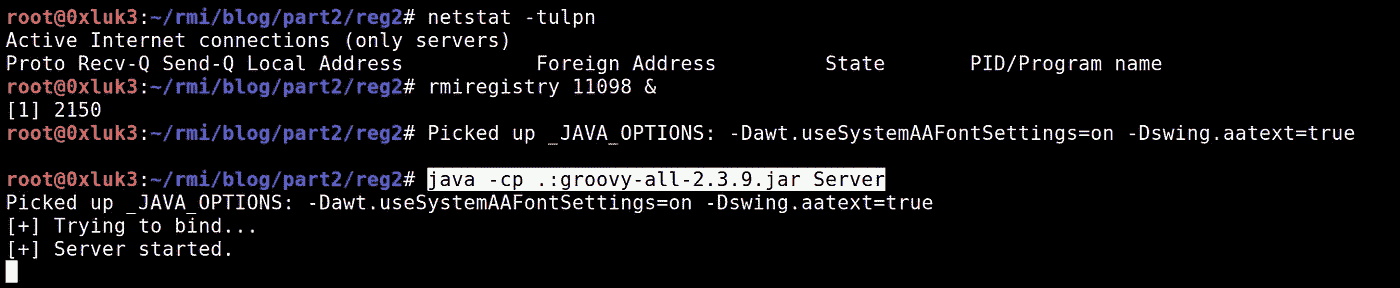 root@0xluk3:~/rmi/blog/part2/reg2# netstat -tulpn
Active Internet connections (only servers)
Proto Recv-Q Send-Q Local Address           Foreign Address         State       PID/Program name
root@0xluk3:~/rmi/blog/part2/reg2# rmiregistry 11098 &
[1] 2150
root@0xluk3:~/rmi/blog/part2/reg2# Picked up _JAVA_OPTIONS: -Dawt.useSystemAAFontSettings=on -Dswing.aatext=true
root@0xluk3:~/rmi/blog/part2/reg2# java -cp .:groovy-all-2.3.9.jar Server
Picked up _JAVA_OPTIONS: -Dawt.useSystemAAFontSettings=on -Dswing.aatext=true
[+] Trying to bind...
[+] Server started.